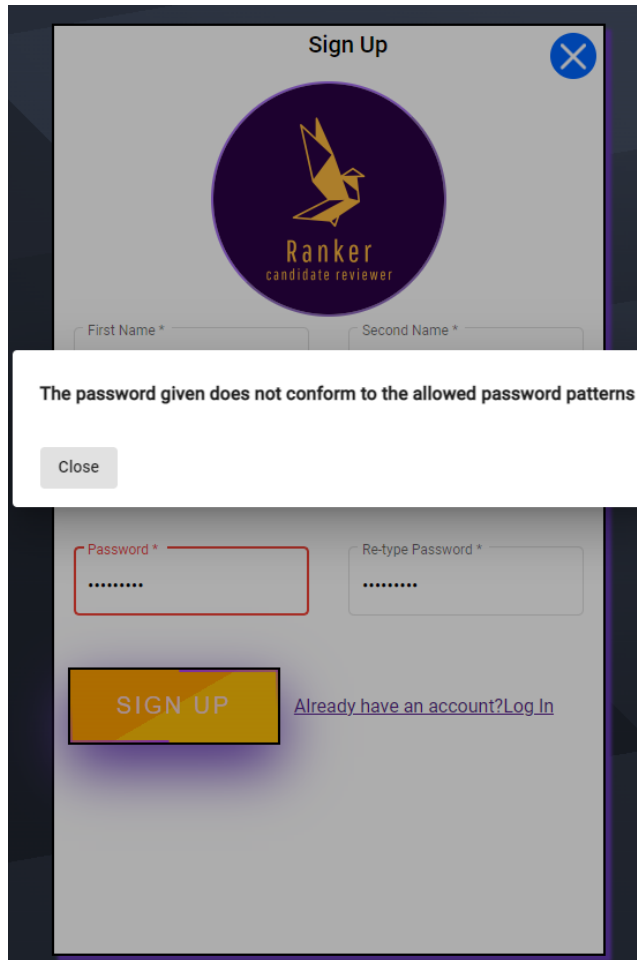 Sign Up
Ranker
candidate reviewer
First Name *
Second Name *
The password given does not conform to the allowed password patterns
Close
Password *
Re-type Password *
SIGN UP
Already have an account?Log In